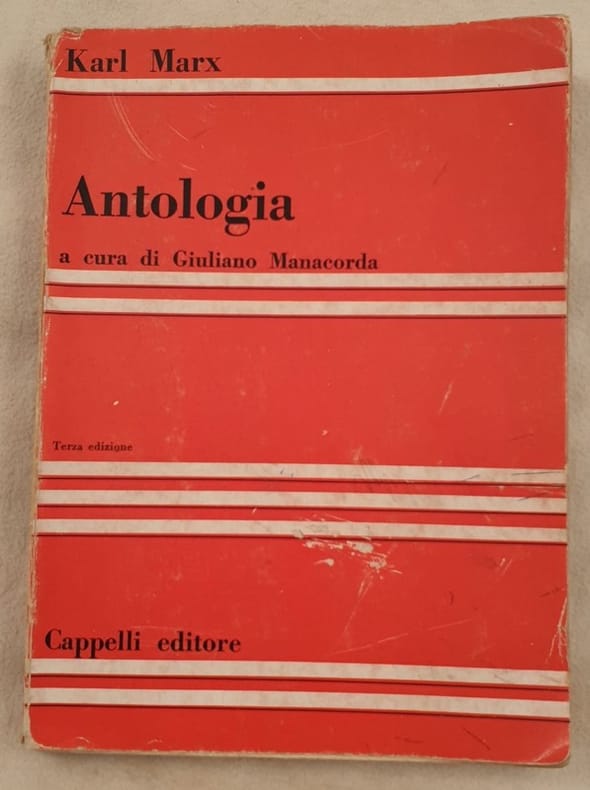 Karl Marx
Antologia
a cura di Giuliano Manacorda
Terza edizione
Cappelli editore